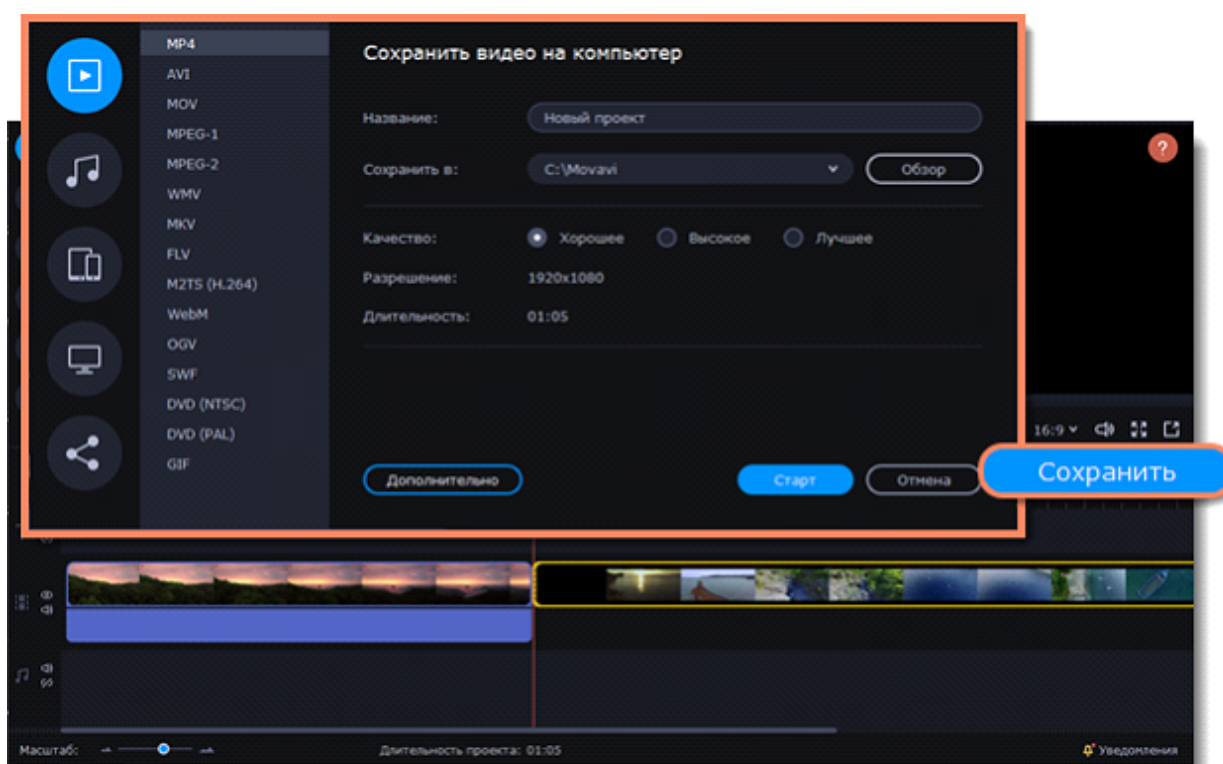 MP4
AVI
MOV
MPEG-1
MPEG-2
WMV
MKV
FLV
M2TS (H.264)
WebM
OGV
SWF
DVD (NTSC)
DVD (PAL)
GIF
Сохранить видео на компьютер
Название: Новый проект
Сохранить в: C:\Movavi Обзор
Качество: Хорошее Высокое Лучшее
Разрешение: 1920x1080
Длительность: 01:05
Дополнительно Старт Отмена
?
16:9
Сохранить
Масштаб: Длительность проекта: 01:05 Уведомления